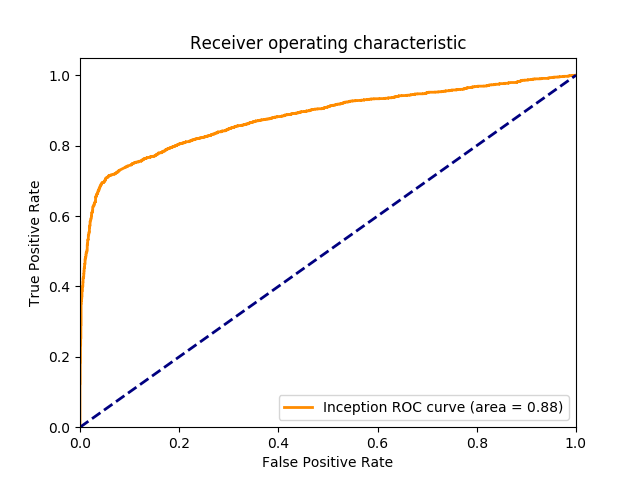 Receiver operating characteristic
True Positive Rate
1.0
0.8
0.6
0.4
0.2
0.0
Inception ROC curve (area = 0.88)
0.0 0.2 0.4 0.6 0.8 1.0
False Positive Rate